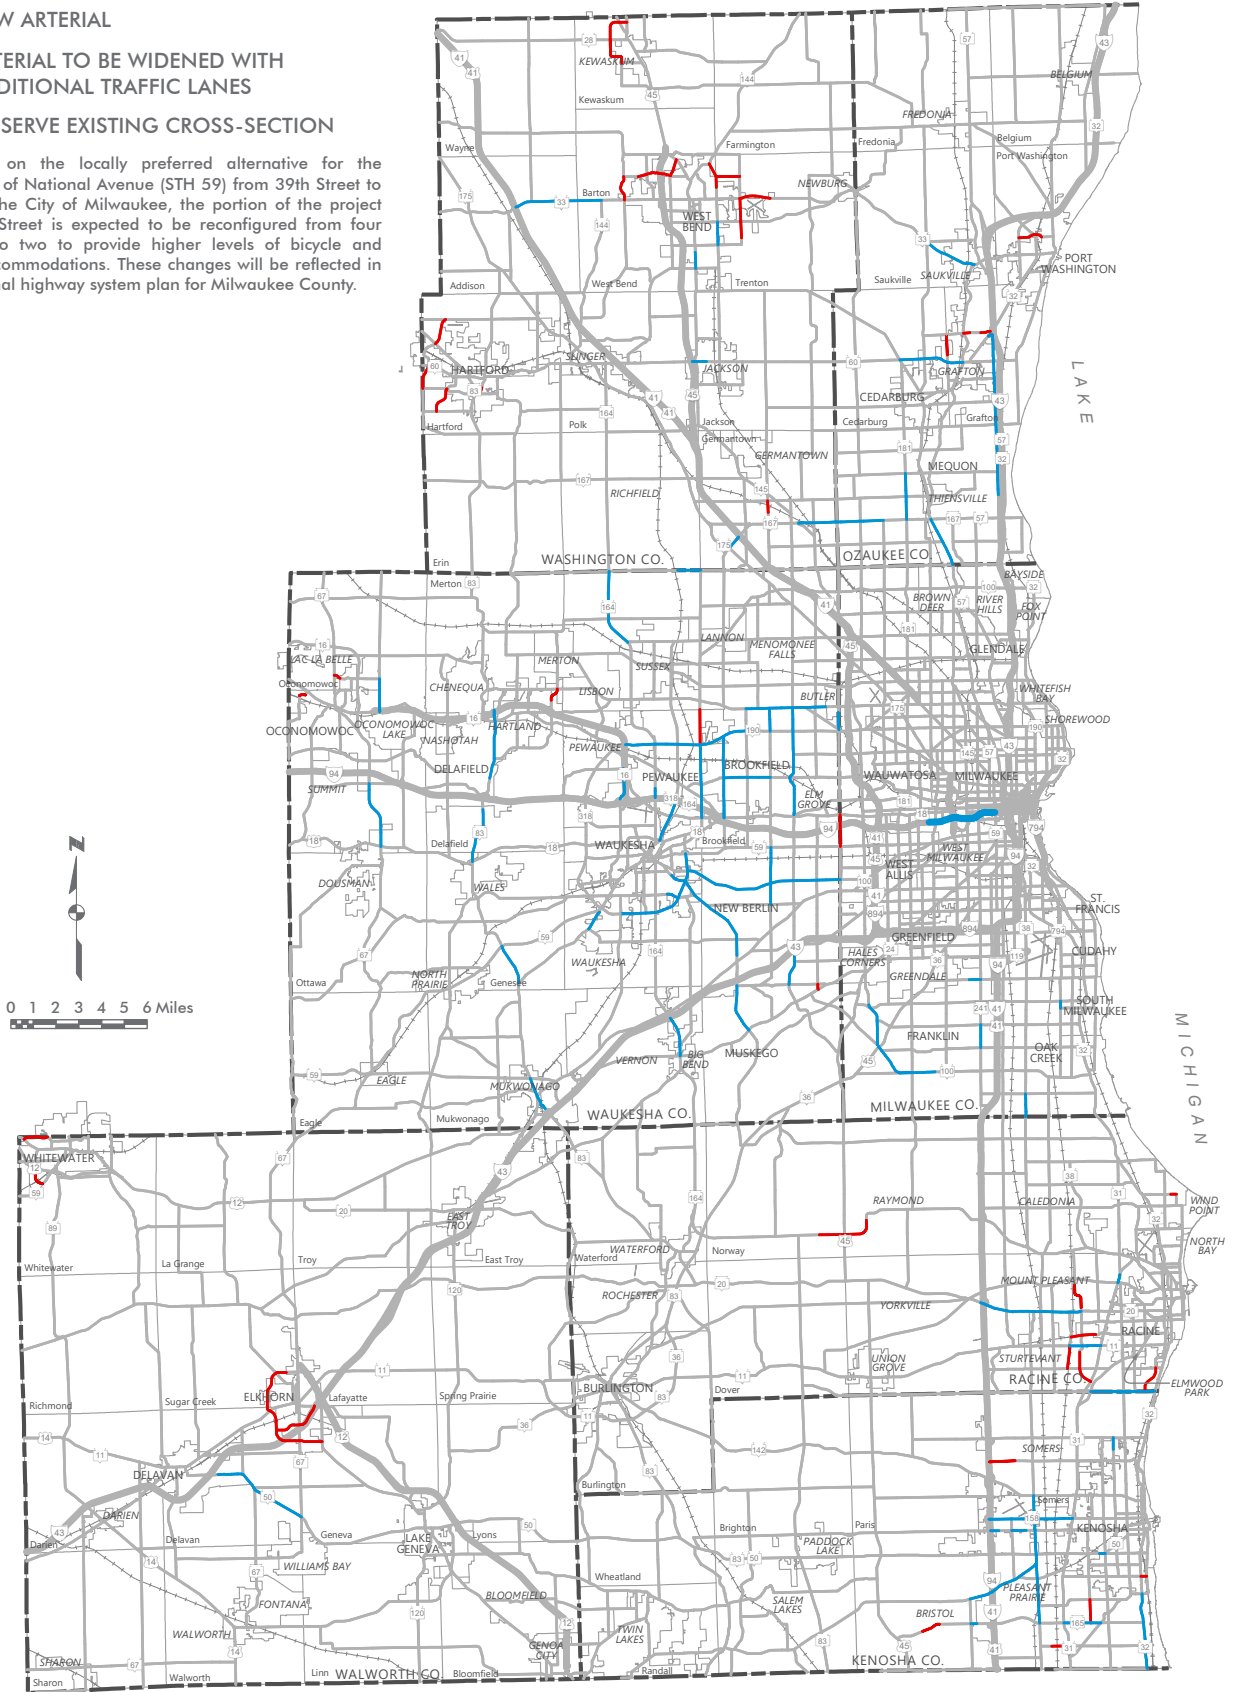 W ARTERIAL
TERIAL TO BE WIDENED WITH
DITIONAL TRAFFIC LANES
SERVE EXISTING CROSS-SECTION
on the locally preferred alternative for the
of National Avenue (STH 59) from 39th Street to
he City of Milwaukee, the portion of the project
Street is expected to be reconfigured from four
o two to provide higher levels of bicycle and
commodations. These changes will be reflected in
nal highway system plan for Milwaukee County.
KEWASKUM
Kewaskum
Wayne
Farmington
Barton
WEST BEND
West Bend
Addison
Trenton
NEWBURG
FREDONIA
Fredonia
BELGIUM
Belgium
Port Washington
PORT WASHINGTON
SAUKVILLE
Saukville
SLINGER
HARTFORD
Hartford
JACKSON
Jackson
Polk
Germantown
GERMANTOWN
RICHFIELD
Erin
WASHINGTON CO.
GRAFTON
Grafton
CEDARBURG
Cedarburg
MEQUON
THIENSVILLE
OZAUKEE CO.
LAKE
MICHIGAN
Merton
LAC LA BELLE
Oconomowoc
OCONOMOWOC
OCONOMOWOC LAKE
CHENEQUA
MERTON
LISBON
SUSSEX
LANNON
MENOMONEE FALLS
BUTLER
NASHOTAH
HARTLAND
DELAFIELD
Delafield
SUMMIT
PEWAUKEE
PEWAUKEE
BROOKFIELD
Brookfield
ELM GROVE
WAUKESHA
WAUKESHA
DOUSMAN
WALES
NEW BERLIN
NORTH PRAIRIE
Genesee
Ottawa
EAGLE
Eagle
MUKWONAGO
Mukwonago
VERNON
BIG BEND
MUSKEGO
WAUKESHA CO.
BAYSIDE
BROWN DEER
RIVER HILLS
FOX POINT
GLENDALE
WHITEFISH BAY
SHOREWOOD
WAUWATOSA
MILWAUKEE
WEST MILWAUKEE
WEST ALLIS
ST. FRANCIS
GREENFIELD
CUDAHY
HALES CORNERS
GREENDALE
SOUTH MILWAUKEE
FRANKLIN
OAK CREEK
MILWAUKEE CO.
0 1 2 3 4 5 6 Miles
WHITEWATER
Whitewater
La Grange
Troy
EAST TROY
East Troy
Richmond
Sugar Creek
ELKHORN
Lafayatte
Spring Prairie
DELAVAN
Delavan
DARIEN
Darien
Geneva
LAKE GENEVA
Lyons
WILLIAMS BAY
FONTANA
WALWORTH
Walworth
SHARON
Sharon
Linn
BLOOMFIELD
Bloomfield
GENOA CITY
WALWORTH CO.
Waterford
WATERFORD
Norway
RAYMOND
CALEDONIA
WIND POINT
NORTH BAY
ROCHESTER
MOUNT PLEASANT
YORKVILLE
RACINE
UNION GROVE
STURTEVANT
RACINE CO.
ELMWOOD PARK
BURLINGTON
Burlington
Dover
SOMERS
Somers
KENOSHA
Brighton
Paris
PADDOCK LAKE
Wheatland
SALEM LAKES
TWIN LAKES
Randall
BRISTOL
PLEASANT PRAIRIE
KENOSHA CO.